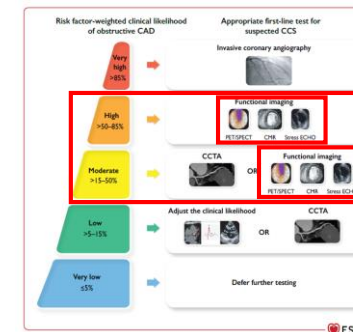 Risk factor-weighted clinical likelihood
of obstructive CAD
Appropriate first-line test for
suspected CCS
Very
high
>85%
Invasive coronary angiography
High
>50–85%
Functional imaging
PET/SPECT CMR Stress ECHO
Moderate
>15–50%
CCTA
OR
Functional imaging
PET/SPECT CMR Stress ECHO
Low
>5–15%
Adjust the clinical likelihood
OR
CCTA
Very low
≤5%
Defer further testing
ES